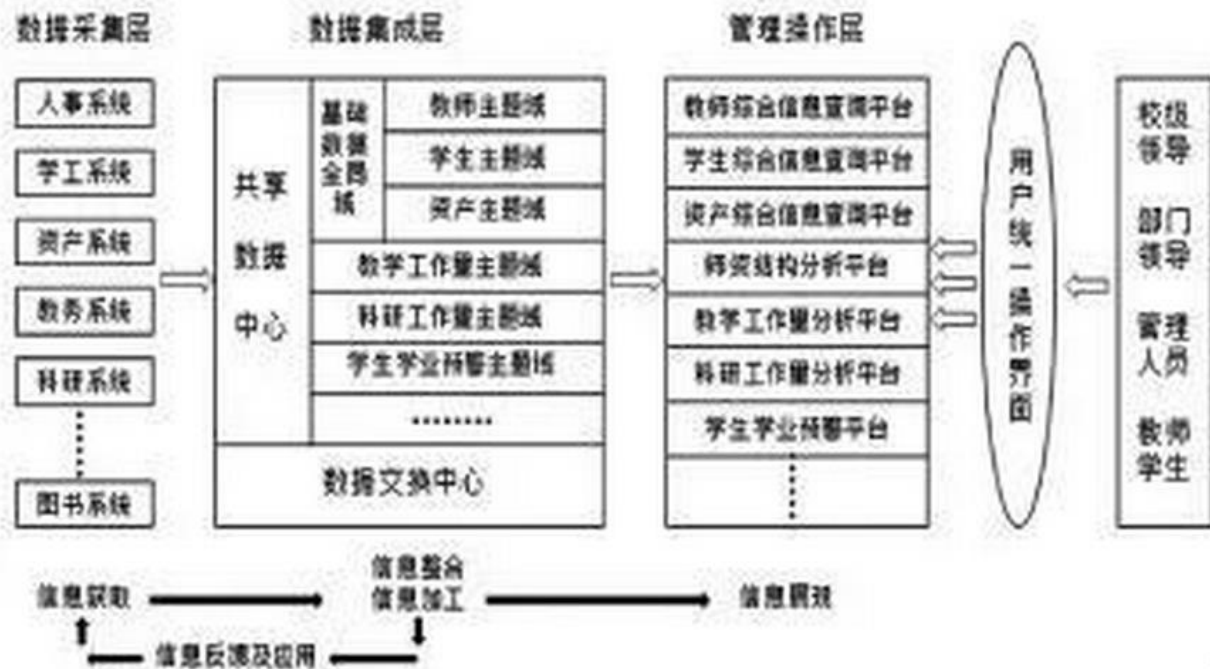 数据采集层
数据集成层
管理操作层
人事系统
学工系统
资产系统
教务系统
科研系统
图书系统
共享
数据
中心
基础
数据
全局
域
教师主题域
学生主题域
资产主题域
教学工作量主题域
科研工作量主题域
学生学业预警主题域
........
数据交换中心
教师综合信息查询平台
学生综合信息查询平台
资产综合信息查询平台
师资结构分析平台
教学工作量分析平台
科研工作量分析平台
学生学业预警平台
用户统一操作界面
校级
领导
部门
领导
管理
人员
教师
学生
信息获取
信息整合
信息加工
信息展现
信息反馈及应用